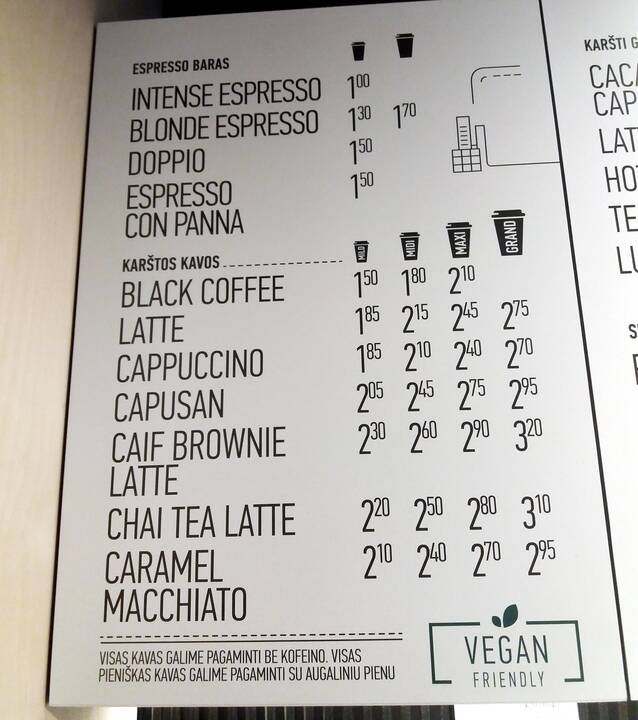 ESPRESSO BARAS
INTENSE ESPRESSO 1⁰⁰
BLONDE ESPRESSO 1³⁰ 1⁷⁰
DOPPIO 1⁵⁰
ESPRESSO 1⁵⁰
CON PANNA
KARŠTOS KAVOS MILD MIDI MAXI GRAND
BLACK COFFEE 1⁵⁰ 1⁸⁰ 2¹⁰
LATTE 1⁸⁵ 2¹⁵ 2⁴⁵ 2⁷⁵
CAPPUCCINO 1⁸⁵ 2¹⁰ 2⁴⁰ 2⁷⁰
CAPUSAN 2⁰⁵ 2⁴⁵ 2⁷⁵ 2⁹⁵
CAIF BROWNIE 2³⁰ 2⁶⁰ 2⁹⁰ 3²⁰
LATTE
CHAI TEA LATTE 2²⁰ 2⁵⁰ 2⁸⁰ 3¹⁰
CARAMEL 2¹⁰ 2⁴⁰ 2⁷⁰ 2⁹⁵
MACCHIATO
VISAS KAVAS GALIME PAGAMINTI BE KOFEINO. VISAS
PIENIŠKAS KAVAS GALIME PAGAMINTI SU AUGALINIU PIENU
VEGAN
FRIENDLY
KARŠTI G
CACA
CAP
LAT
HO
TE
LU